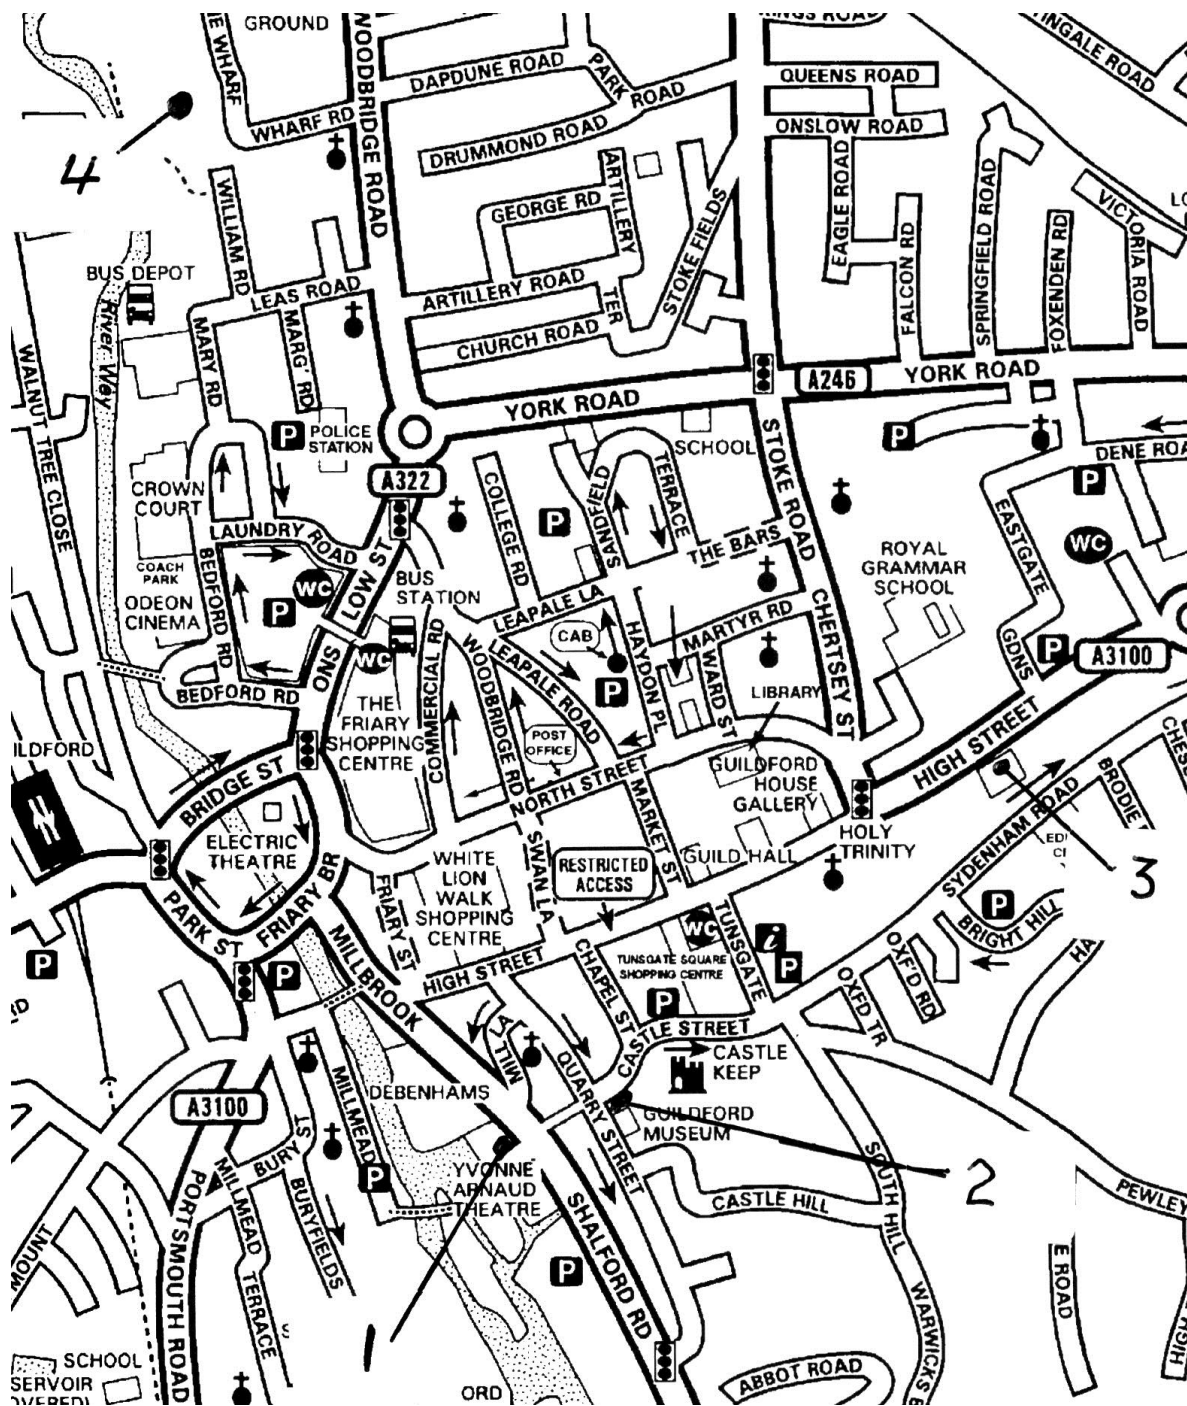 GROUND
WOODBRIDGE ROAD
DAPDUNE ROAD
PARK ROAD
QUEENS ROAD
WHARF RD
DRUMMOND ROAD
ONSLOW ROAD
4
ARTILLERY
TER
GEORGE RD
STOKE FIELDS
EAGLE ROAD
FALCON RD
SPRINGFIELD ROAD
FOXENDEN RD
VICTORIA ROAD
WILLIAM RD
BUS DEPOT
River Wey
LEAS ROAD
ARTILLERY ROAD
CHURCH ROAD
MARY RD
MARG' RD
WALNUT TREE CLOSE
YORK ROAD
A246
YORK ROAD
P
POLICE
STATION
SCHOOL
STOKE ROAD
P
DENE ROA
A322
CROWN
COURT
COLLEGE RD
SANDFIELD
TERRACE
P
P
EASTGATE
GDNS
LAUNDRY ROAD
THE BARS
WC
ROYAL
GRAMMAR
SCHOOL
COACH
PARK
ODEON
CINEMA
BEDFORD RD
WC
P
ONS LOW ST
BUS
STATION
LEAPALE LA
CAB
HAYDON PL
MARTYR RD
WARD ST
CHERTSEY ST
WC
P
A3100
BEDFORD RD
THE
FRIARY
SHOPPING
CENTRE
COMMERCIAL RD
WOODBRIDGE RD
LEAPALE ROAD
P
LIBRARY
POST
OFFICE
ILDFORD
BRIDGE ST
NORTH STREET
MARKET ST
GUILDFORD
HOUSE
GALLERY
HIGH STREET
BRODIE
SYDENHAM ROAD
ELECTRIC
THEATRE
FRIARY BR
WHITE
LION
WALK
SHOPPING
CENTRE
SWAN LA
RESTRICTED
ACCESS
GUILD HALL
HOLY
TRINITY
3
PARK ST
FRIARY ST
P
BRIGHT HILL
P
P
MILLBROOK
HIGH STREET
CHAPEL ST
WC
TUNSGATE
i
P
TUNSGATE SQUARE
SHOPPING CENTRE
P
OXF'D RD
OXFD TR
CASTLE STREET
MILL LA
QUARRY STREET
CASTLE
KEEP
A3100
MILLMEAD
DEBENHAMS
GUILDFORD
MUSEUM
BURY ST
P
YVONNE
ARNAUD
THEATRE
2
SOUTH HILL
PEWLEY
MOUNT
PORTSMOUTH ROAD
MILLMEAD TERRACE
BURYFIELDS
CASTLE HILL
P
SHALFORD RD
WARWICKS B
E ROAD
HIGH
1
SCHOOL
SERVOIR
OVERED)
ORD
ABBOT ROAD